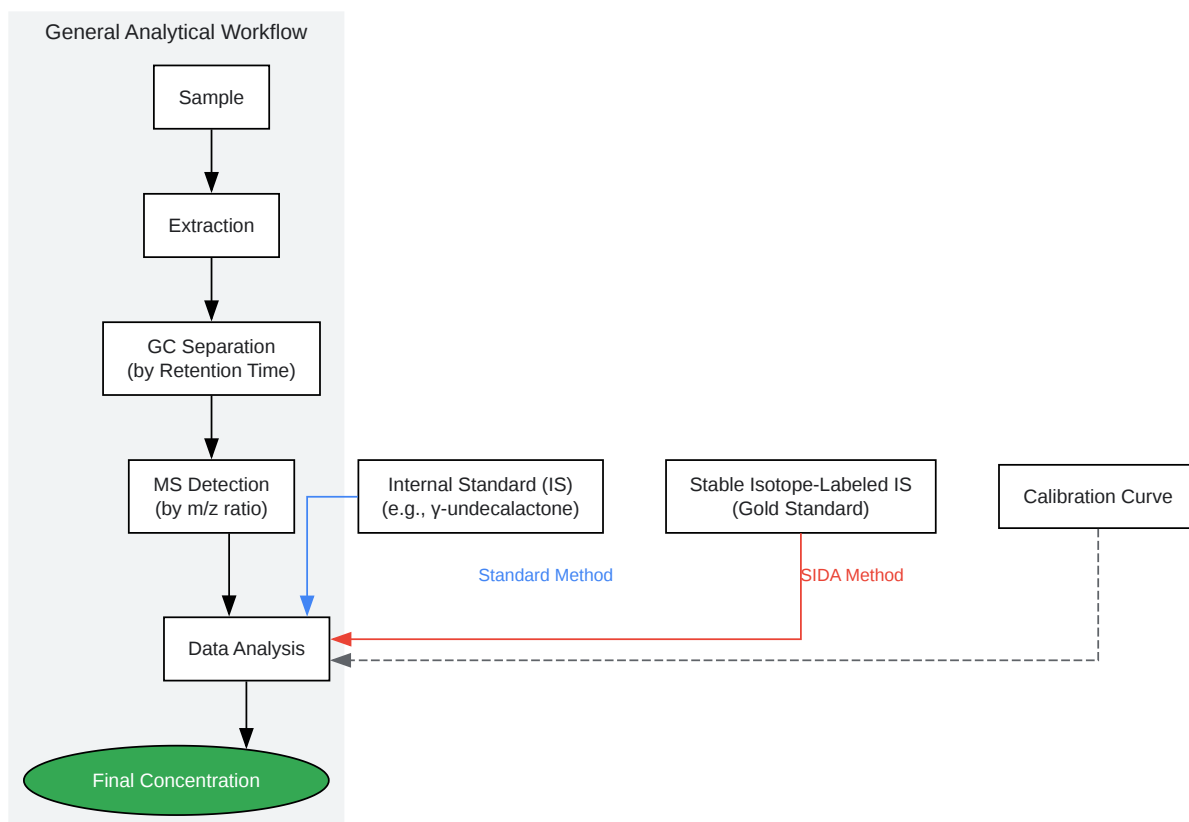 General Analytical Workflow
Sample
Extraction
GC Separation
(by Retention Time)
MS Detection
(by m/z ratio)
Internal Standard (IS)
(e.g., γ-undecalactone)
Stable Isotope-Labeled IS
(Gold Standard)
Calibration Curve
Standard Method
SIDA Method
Data Analysis
Final Concentration